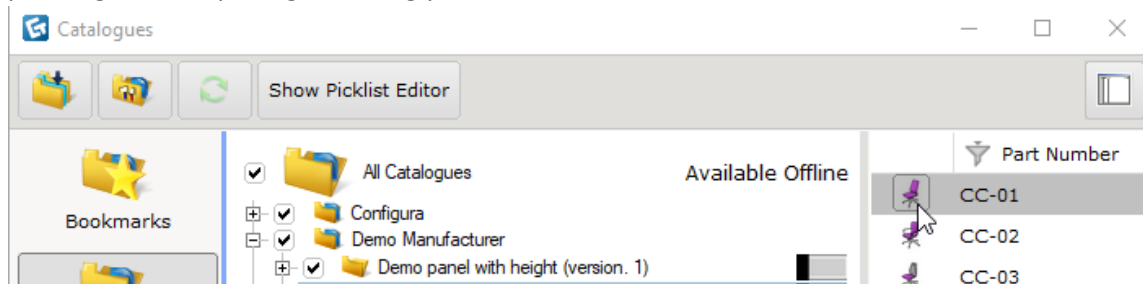 Catalogues
Show Picklist Editor
Bookmarks
All Catalogues
Available Offline
Configura
Demo Manufacturer
Demo panel with height (version. 1)
Part Number
CC-01
CC-02
CC-03